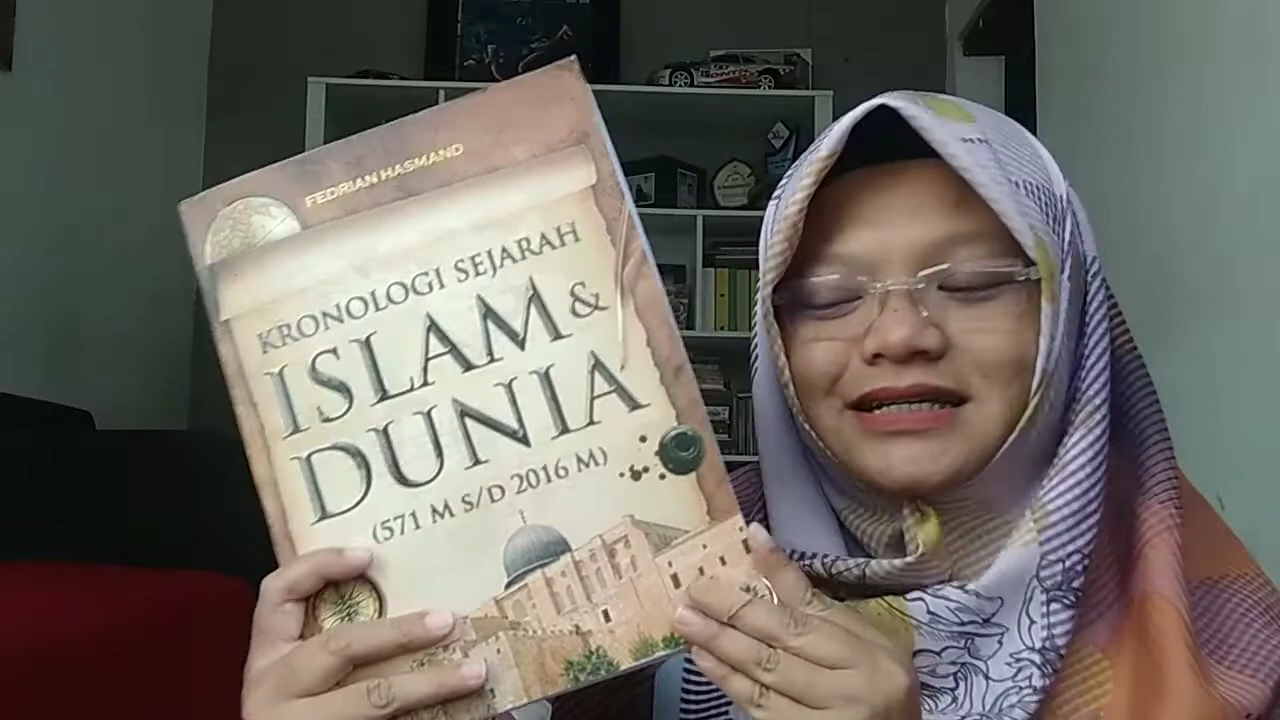 FEDRIAN HASMAND
KRONOLOGI SEJARAH
ISLAM &
DUNIA
(571 M S/D 2016 M)